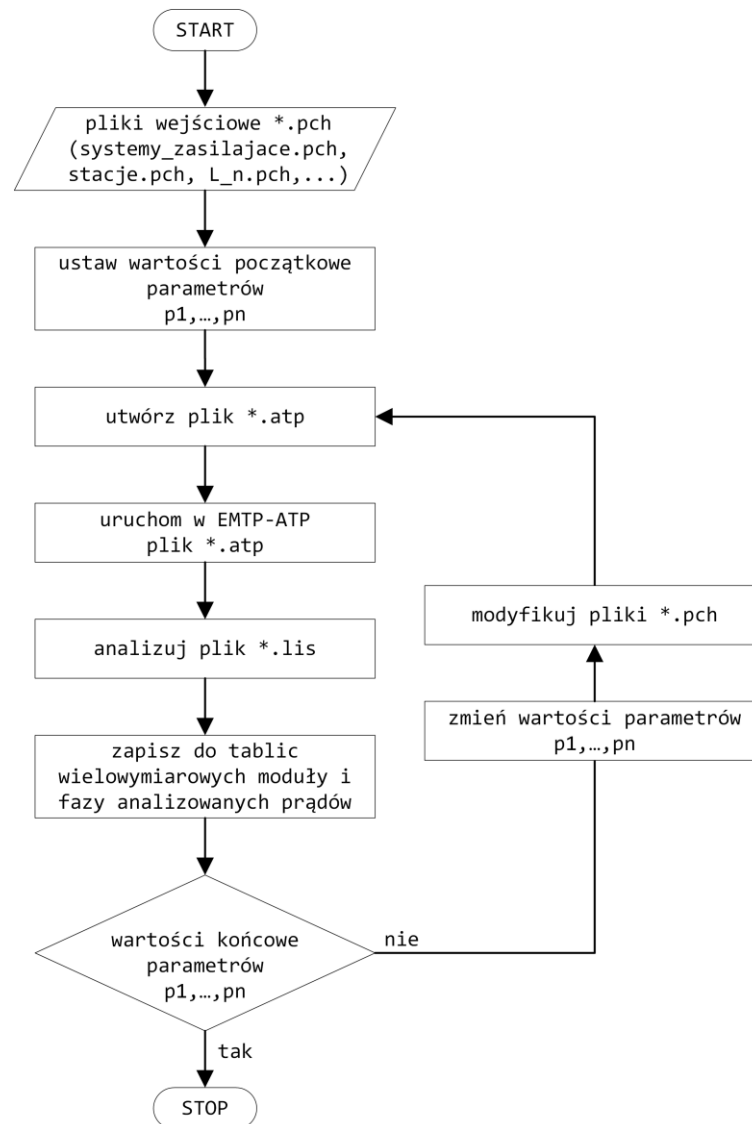 START
pliki wejściowe *.pch
(systemy_zasilajace.pch,
stacje.pch, L_n.pch,...)
ustaw wartości początkowe
parametrów
p1,…,pn
utwórz plik *.atp
uruchom w EMTP-ATP
plik *.atp
analizuj plik *.lis
zapisz do tablic
wielowymiarowych moduły i
fazy analizowanych prądów
wartości końcowe
parametrów
p1,…,pn
nie
zmień wartości parametrów
p1,…,pn
modyfikuj pliki *.pch
tak
STOP